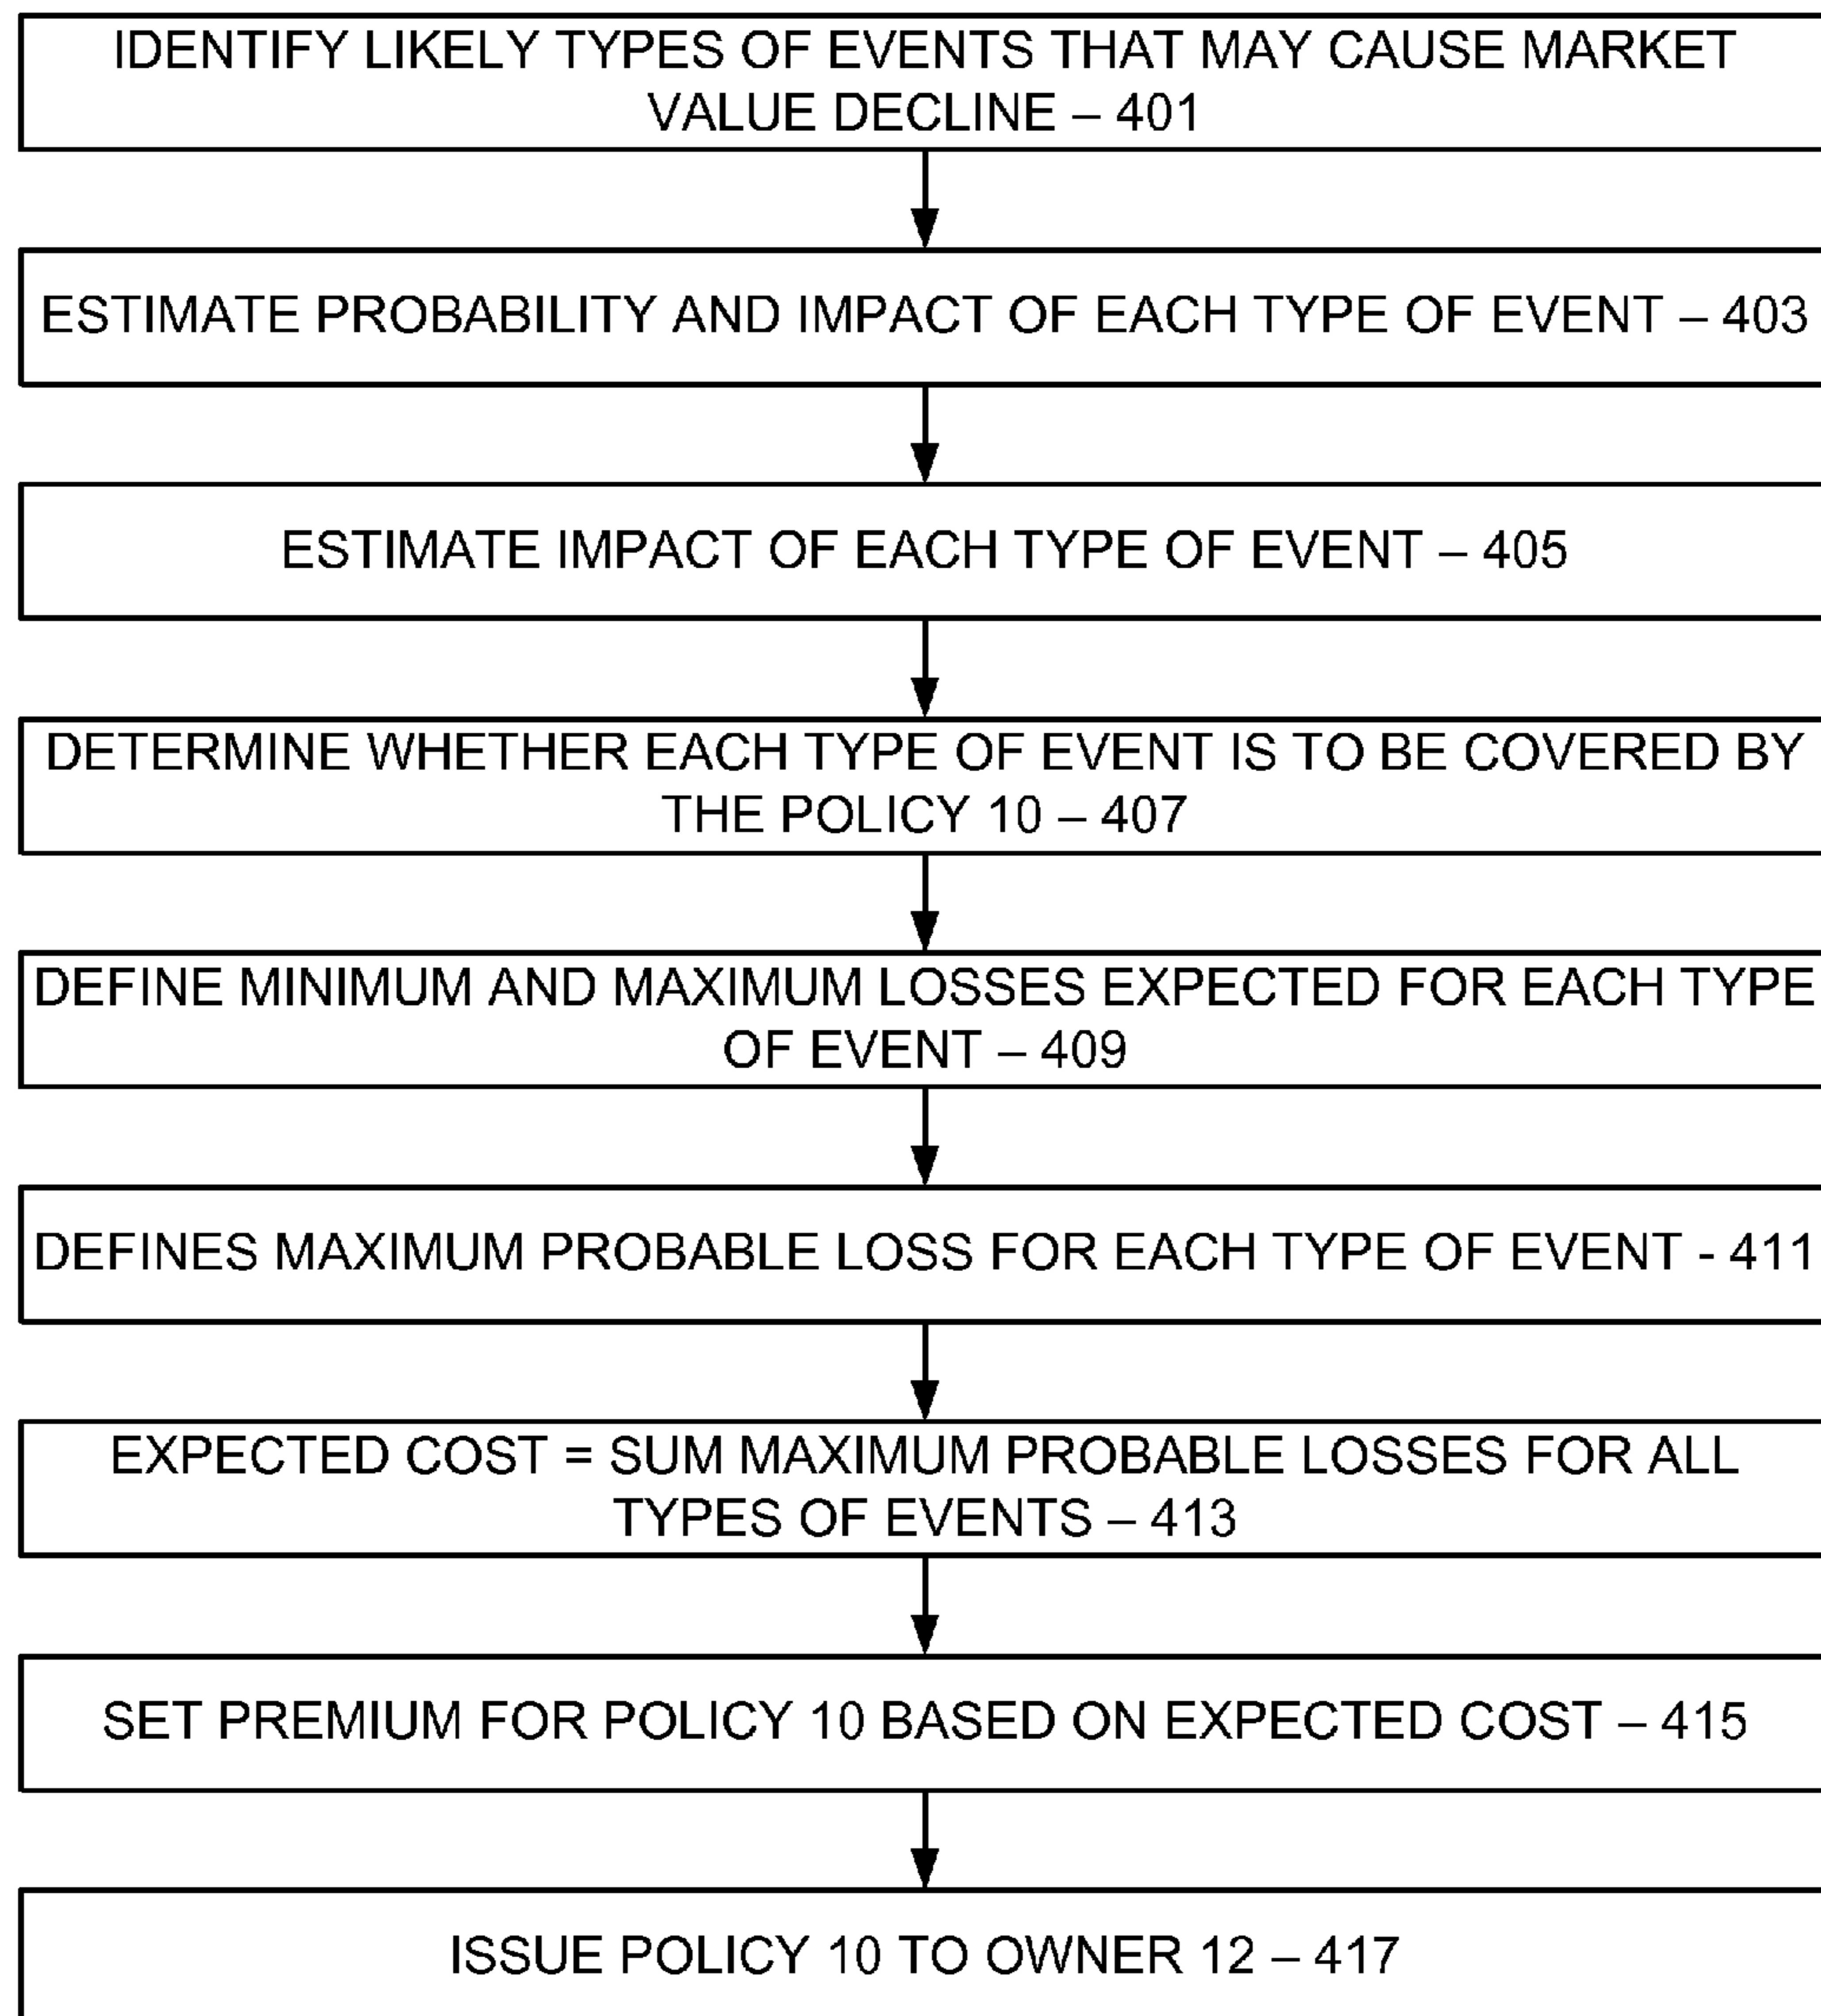 IDENTIFY LIKELY TYPES OF EVENTS THAT MAY CAUSE MARKET
VALUE DECLINE – 401
ESTIMATE PROBABILITY AND IMPACT OF EACH TYPE OF EVENT – 403
ESTIMATE IMPACT OF EACH TYPE OF EVENT – 405
DETERMINE WHETHER EACH TYPE OF EVENT IS TO BE COVERED BY
THE POLICY 10 – 407
DEFINE MINIMUM AND MAXIMUM LOSSES EXPECTED FOR EACH TYPE
OF EVENT – 409
DEFINES MAXIMUM PROBABLE LOSS FOR EACH TYPE OF EVENT - 411
EXPECTED COST = SUM MAXIMUM PROBABLE LOSSES FOR ALL
TYPES OF EVENTS – 413
SET PREMIUM FOR POLICY 10 BASED ON EXPECTED COST – 415
ISSUE POLICY 10 TO OWNER 12 – 417